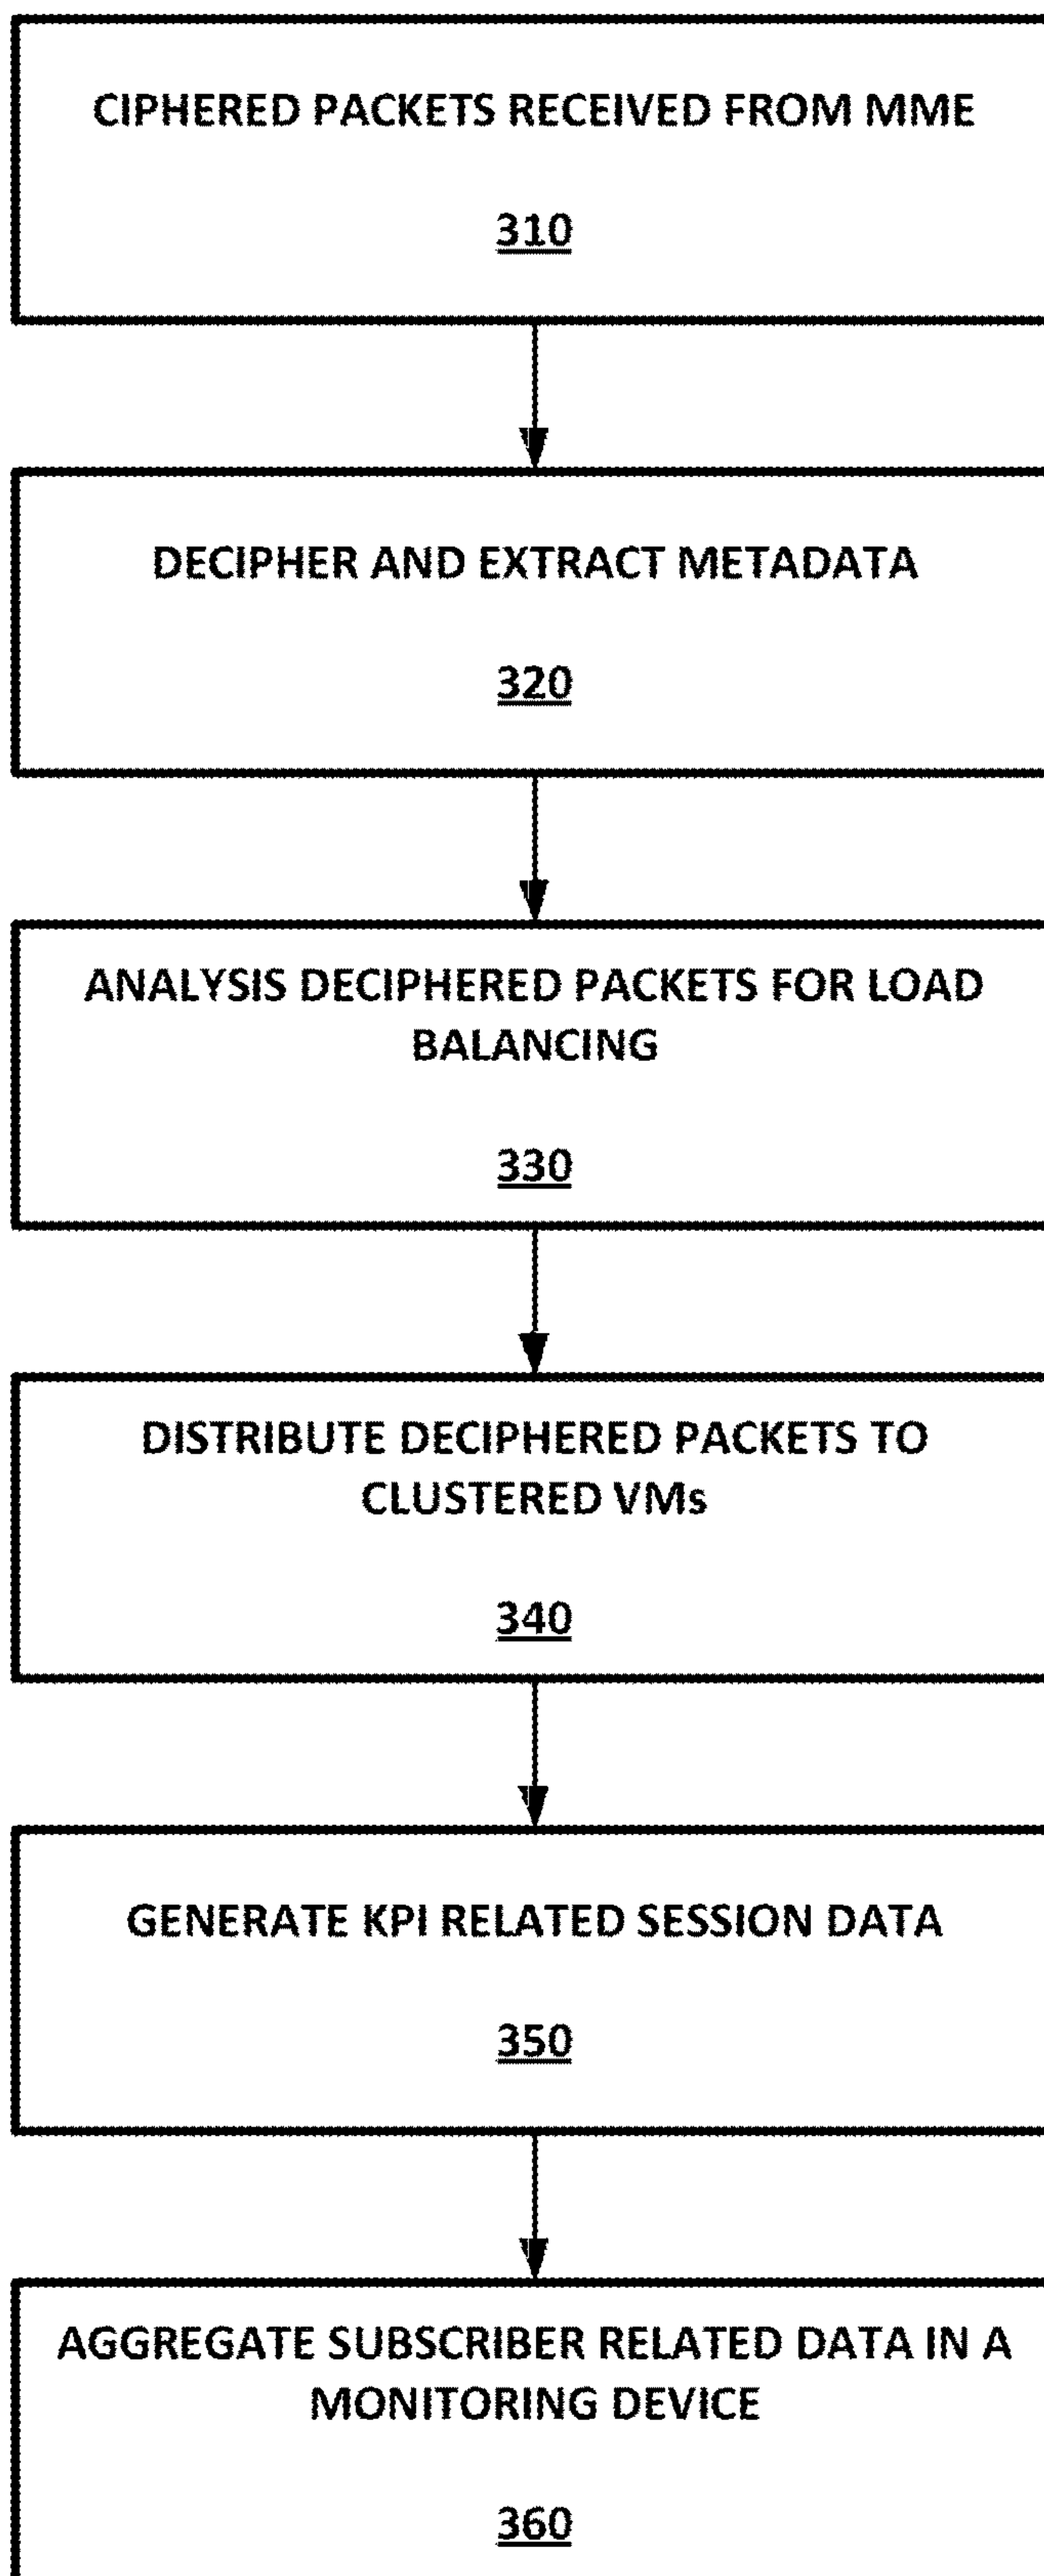 CIPHERED PACKETS RECEIVED FROM MME
310
DECIPHER AND EXTRACT METADATA
320
ANALYSIS DECIPHERED PACKETS FOR LOAD
BALANCING
330
DISTRIBUTE DECIPHERED PACKETS TO
CLUSTERED VMs
340
GENERATE KPI RELATED SESSION DATA
350
AGGREGATE SUBSCRIBER RELATED DATA IN A
MONITORING DEVICE
360